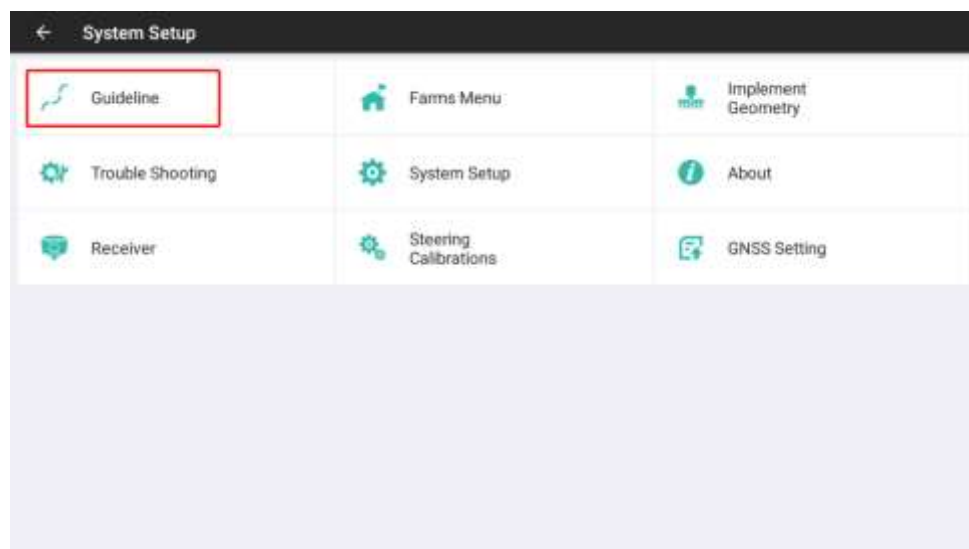 System Setup
Guideline
Farms Menu
Implement
Geometry
Trouble Shooting
System Setup
About
Receiver
Steering
Calibrations
GNSS Setting